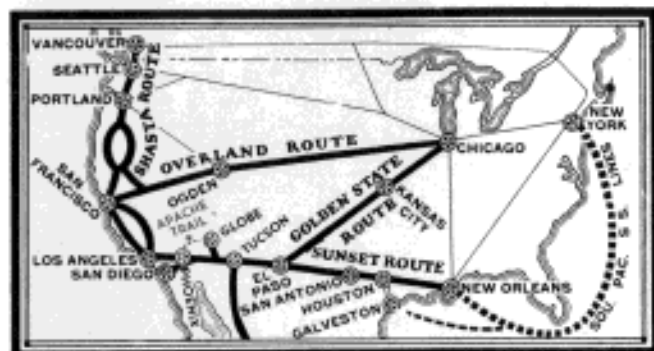 VANCOUVER
SEATTLE
PORTLAND
SHASTA ROUTE
SAN
FRANCISCO
OVERLAND ROUTE
OGDEN
CHICAGO
NEW
YORK
APACHE
TRAIL
GLOBE
TUCSON
GOLDEN STATE
ROUTE
KANSAS
CITY
LOS ANGELES
SAN DIEGO
PHOENIX
EL
PASO
SUNSET ROUTE
SAN ANTONIO
HOUSTON
GALVESTON
NEW ORLEANS
SOU. PAC. S S LINES